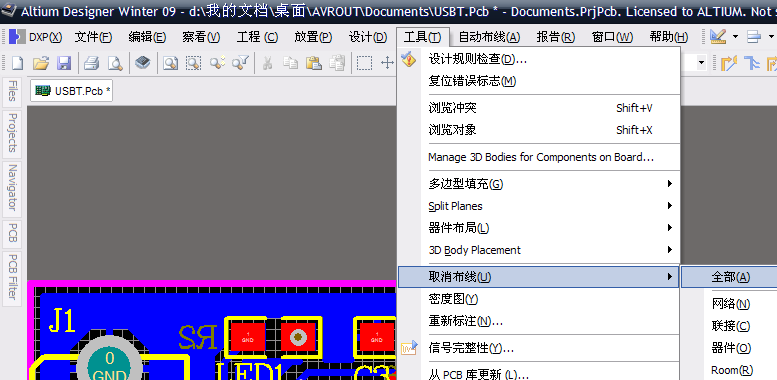 Altium Designer Winter 09 - d:\我的文档\桌面\AVROUT\Documents\USBT.Pcb * - Documents.PrjPcb. Licensed to ALTIUM. Not s
DXP(X) 文件(F) 编辑(E) 察看(V) 工程 (C) 放置(P) 设计(D) 工具(T) 自动布线(A) 报告(R) 窗口(W) 帮助(H)
USBT.Pcb *
Files
Projects
Navigator
PCB
PCB Filter
设计规则检查(D)...
复位错误标志(M)
浏览冲突 Shift+V
浏览对象 Shift+X
Manage 3D Bodies for Components on Board...
多边型填充(G)
Split Planes
器件布局(L)
3D Body Placement
取消布线(U)
密度图(Y)
重新标注(N)...
信号完整性(Y)...
从 PCB 库更新 (L)...
全部(A)
网络(N)
联接(C)
器件(O)
Room(R)
J1
R2
1
GND
1
GND
0
GND
LED1
C3